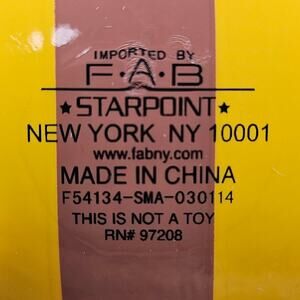 IMPORTED BY
F·A·B
★STARPOINT★
NEW YORK NY 10001
www.fabny.com
MADE IN CHINA
F54134-SMA-030114
THIS IS NOT A TOY
RN# 97208